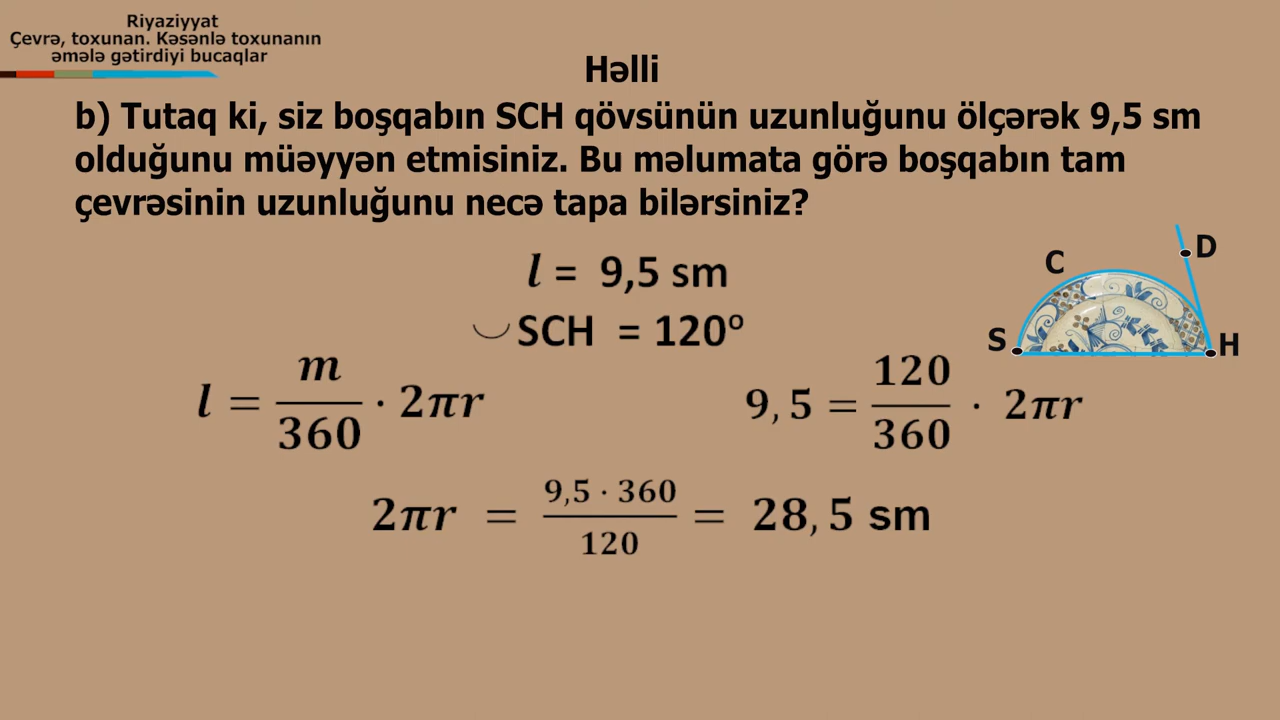 Riyaziyyat
Çevrə, toxunan. Kəsənlə toxunanın
əmələ gətirdiyi bucaqlar
Həlli
b) Tutaq ki, siz boşqabın SCH qövsünün uzunluğunu ölçərək 9,5 sm
olduğunu müəyyən etmisiniz. Bu məlumata görə boşqabın tam
çevrəsinin uzunluğunu necə tapa bilərsiniz?
l = 9,5 sm
◡SCH = 120º
D
C
S
H
l = m/360 · 2πr
9,5 = 120/360 · 2πr
2πr = 9,5 · 360/120 = 28,5 sm